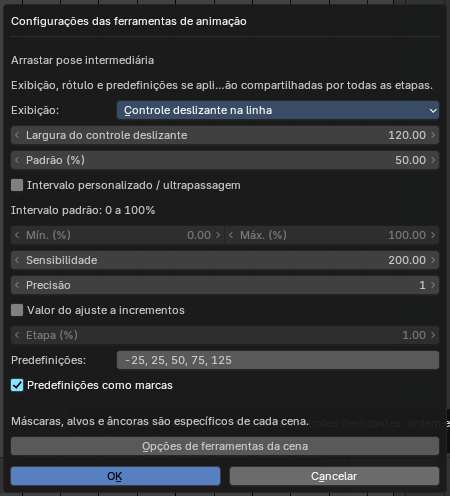 Configurações das ferramentas de animação
Arrastar pose intermediária
Exibição, rótulo e predefinições se apli...ão compartilhadas por todas as etapas.
Exibição: Controle deslizante na linha
Largura do controle deslizante 120.00
Padrão (%) 50.00
Intervalo personalizado / ultrapassagem
Intervalo padrão: 0 a 100%
Mín. (%) 0.00 Máx. (%) 100.00
Sensibilidade 200.00
Precisão 1
Valor do ajuste a incrementos
Etapa (%) 1.00
Predefinições: -25, 25, 50, 75, 125
Predefinições como marcas
Máscaras, alvos e âncoras são específicos de cada cena.
Opções de ferramentas da cena
OK Cancelar